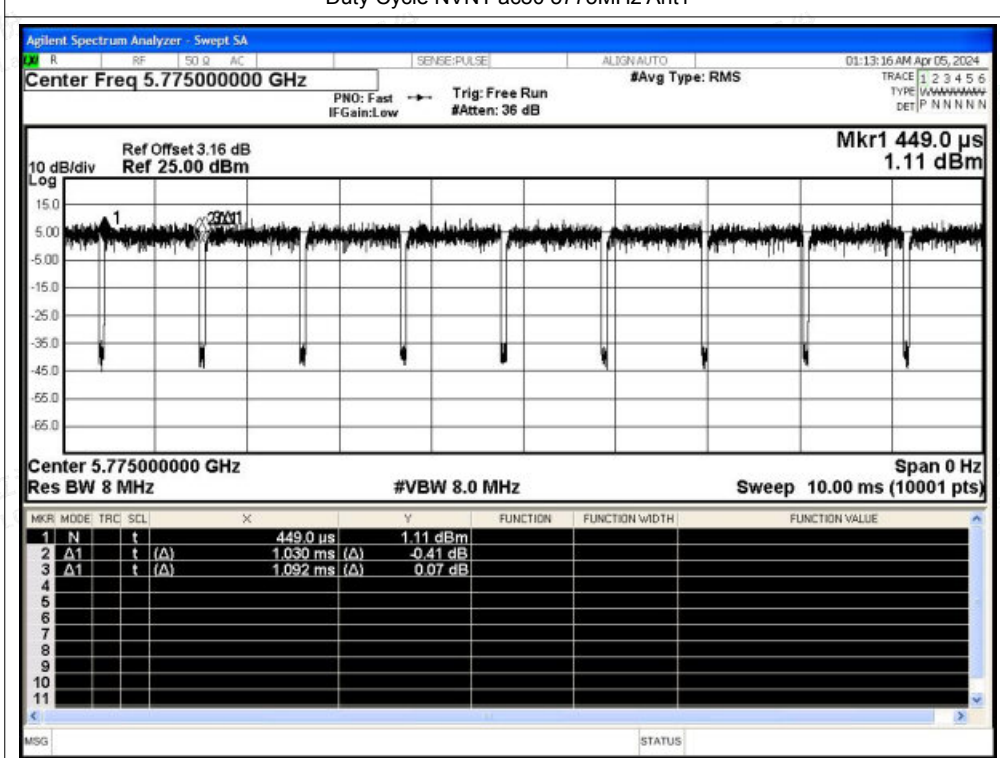 Duty Cycle NVNT ac80 5775MHz Ant1
Agilent Spectrum Analyzer - Swept SA
R RF 50 Ω AC SENSE:PULSE ALIGN AUTO 01:13:16 AM Apr 05, 2024
Center Freq 5.775000000 GHz #Avg Type: RMS TRACE 1 2 3 4 5 6
PNO: Fast Trig: Free Run TYPE
IFGain:Low #Atten: 36 dB DET P N N N N N
Mkr1 449.0 µs
Ref Offset 3.16 dB
10 dB/div Ref 25.00 dBm 1.11 dBm
Log
15.0
1
5.00
-5.00
-15.0
-25.0
-35.0
-45.0
-55.0
-65.0
Center 5.775000000 GHz Span 0 Hz
Res BW 8 MHz #VBW 8.0 MHz Sweep 10.00 ms (10001 pts)
MKR MODE TRC SCL X Y FUNCTION FUNCTION WIDTH FUNCTION VALUE
1 N t 449.0 µs 1.11 dBm
2 Δ1 t (Δ) 1.030 ms (Δ) -0.41 dB
3 Δ1 t (Δ) 1.092 ms (Δ) 0.07 dB
4
5
6
7
8
9
10
11
MSG STATUS